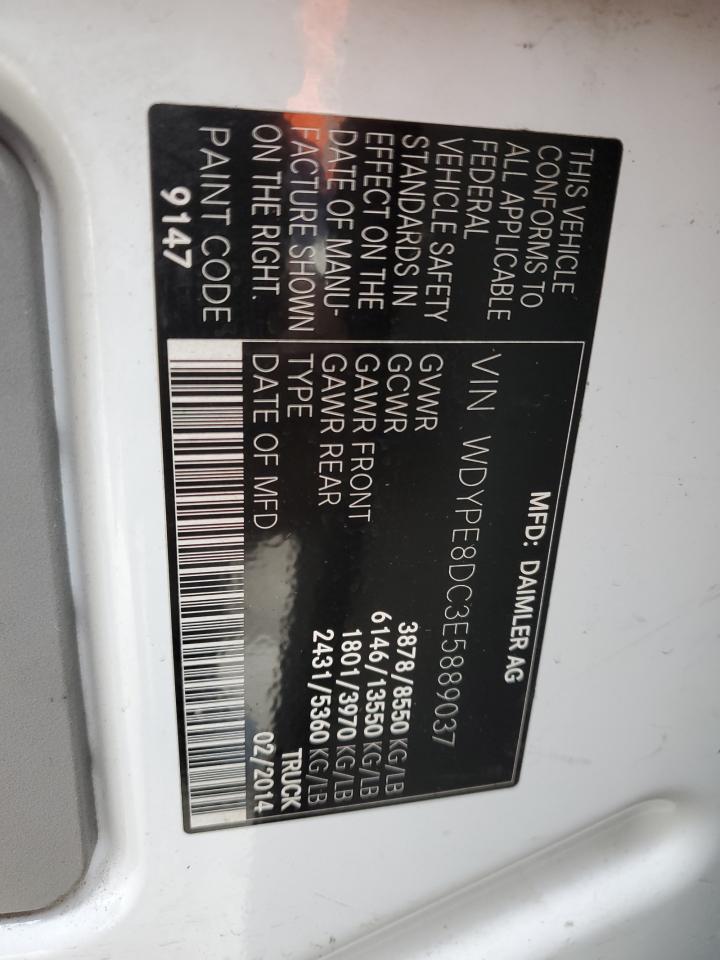 THIS VEHICLE
CONFORMS TO
ALL APPLICABLE
FEDERAL
VEHICLE SAFETY
STANDARDS IN
EFFECT ON THE
DATE OF MANU-
FACTURE SHOWN
ON THE RIGHT.
PAINT CODE
9147
MFD: DAIMLER AG
VIN WDYPE8DC3E5889037
GVWR 3878/8550 KG/LB
GCWR 6146/13550 KG/LB
GAWR FRONT 1801/3970 KG/LB
GAWR REAR 2431/5360 KG/LB
TYPE TRUCK
DATE OF MFD 02/2014